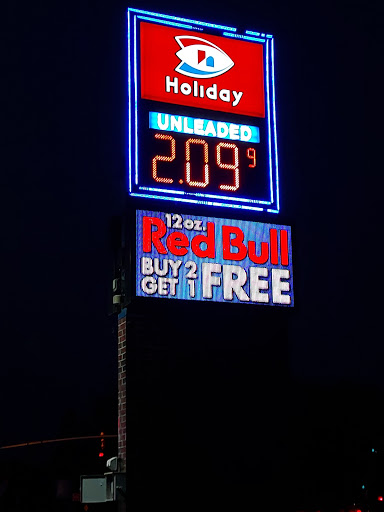 Holiday
UNLEADED
2.09 9
12 oz.
Red Bull
BUY 2
GET 1
FREE